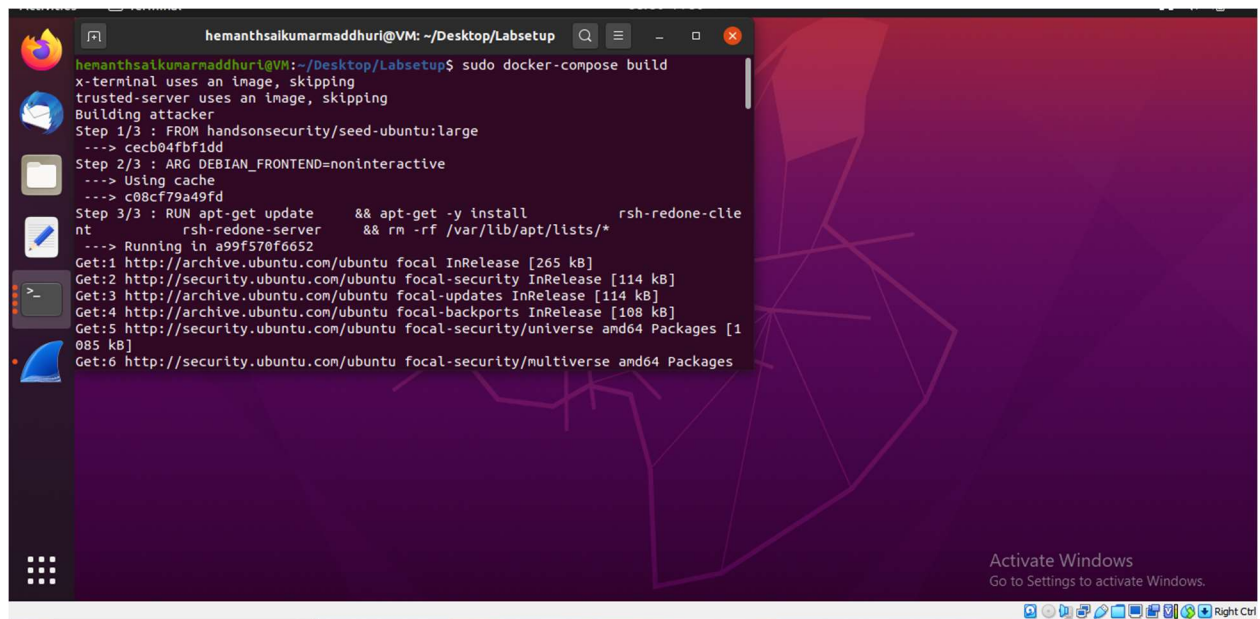 hemanthsaikumarmaddhuri@VM: ~/Desktop/Labsetup
hemanthsaikumarmaddhuri@VM:~/Desktop/Labsetup$ sudo docker-compose build
x-terminal uses an image, skipping
trusted-server uses an image, skipping
Building attacker
Step 1/3 : FROM handsonsecurity/seed-ubuntu:large
 ---> cecb04fbf1dd
Step 2/3 : ARG DEBIAN_FRONTEND=noninteractive
 ---> Using cache
 ---> c08cf79a49fd
Step 3/3 : RUN apt-get update     && apt-get -y install           rsh-redone-clie
nt           rsh-redone-server     && rm -rf /var/lib/apt/lists/*
 ---> Running in a99f570f6652
Get:1 http://archive.ubuntu.com/ubuntu focal InRelease [265 kB]
Get:2 http://security.ubuntu.com/ubuntu focal-security InRelease [114 kB]
Get:3 http://archive.ubuntu.com/ubuntu focal-updates InRelease [114 kB]
Get:4 http://archive.ubuntu.com/ubuntu focal-backports InRelease [108 kB]
Get:5 http://security.ubuntu.com/ubuntu focal-security/universe amd64 Packages [1
085 kB]
Get:6 http://security.ubuntu.com/ubuntu focal-security/multiverse amd64 Packages
Activate Windows
Go to Settings to activate Windows.
Right Ctrl